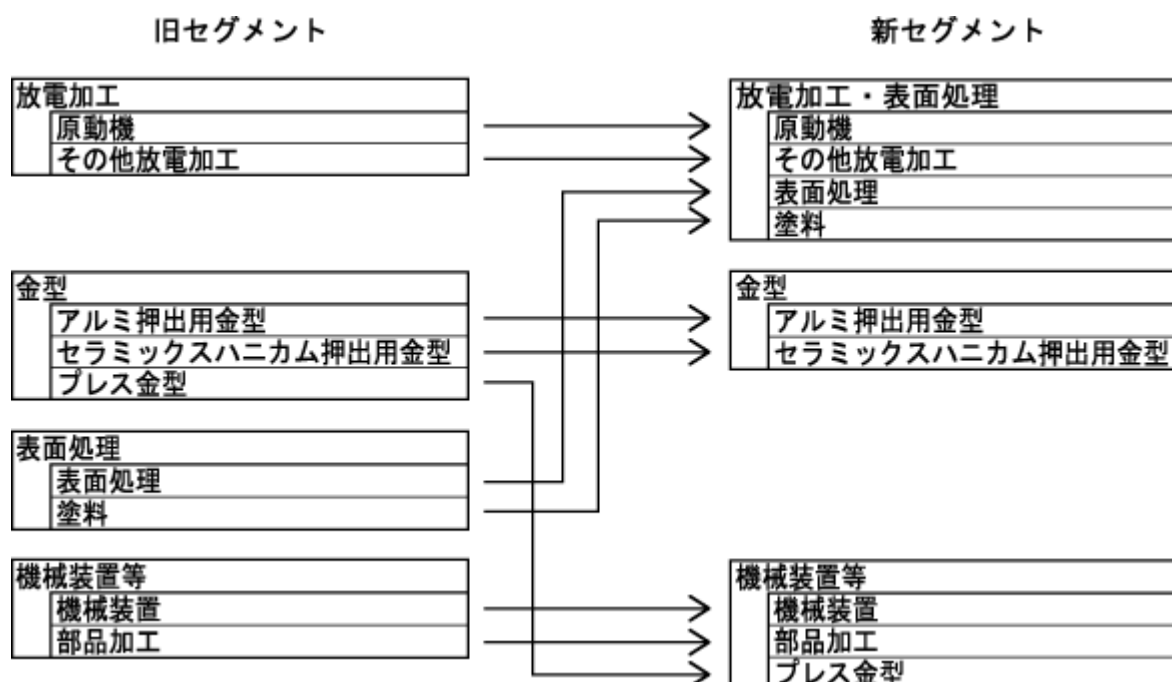 旧セグメント
放電加工
原動機
その他放電加工
金型
アルミ押出用金型
セラミックスハニカム押出用金型
プレス金型
表面処理
表面処理
塗料
機械装置等
機械装置
部品加工
新セグメント
放電加工・表面処理
原動機
その他放電加工
表面処理
塗料
金型
アルミ押出用金型
セラミックスハニカム押出用金型
機械装置等
機械装置
部品加工
プレス金型